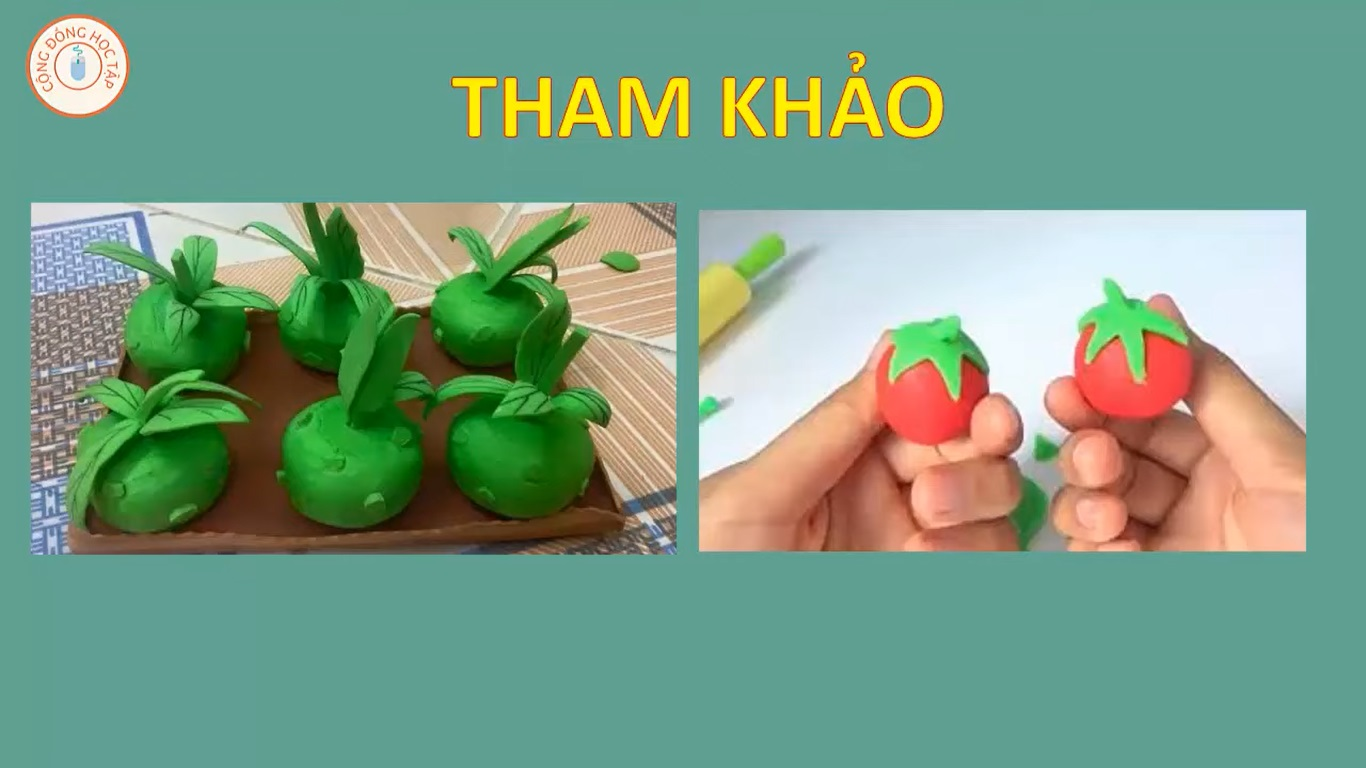 CỘNG ĐỒNG HỌC TẬP
THAM KHẢO